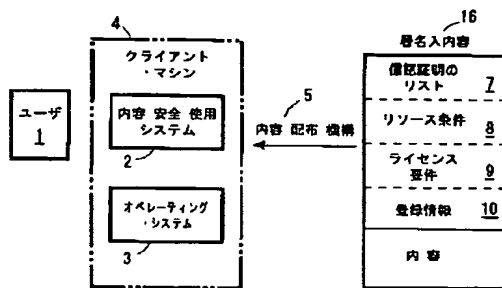 4
クライアント
・マシン
ユーザ
1
内容 安全 使用
システム
2
オペレーティング
・システム
3
5
内容 配布 機構
16
署名入内容
信認証明の
リスト 7
リソース条件 8
ライセンス
要件 9
登録情報 10
内容